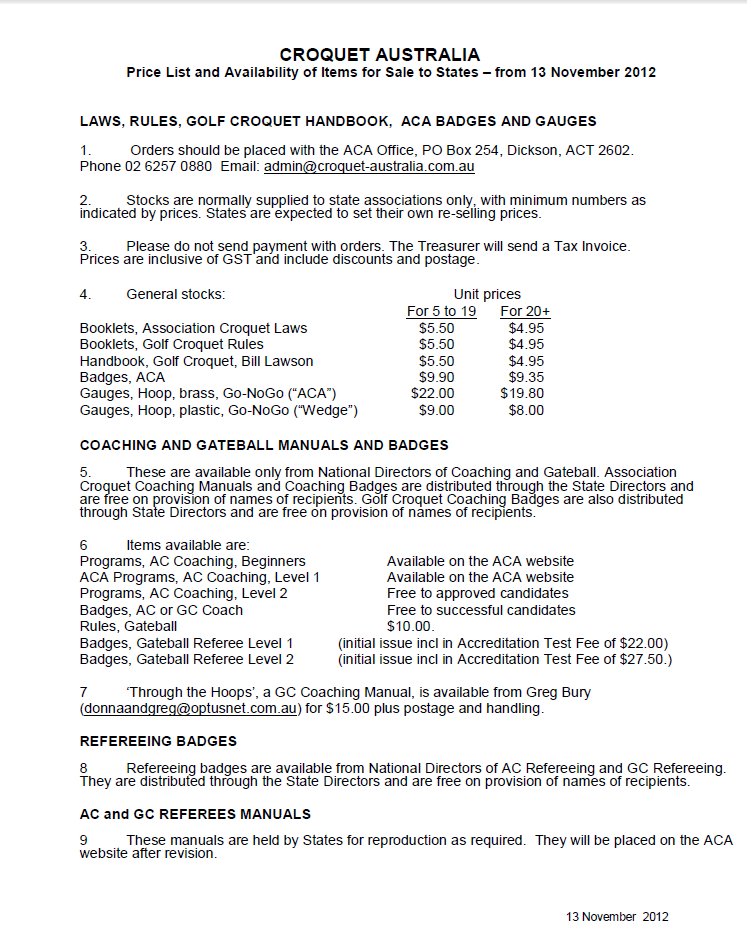 CROQUET AUSTRALIA
Price List and Availability of Items for Sale to States – from 13 November 2012
LAWS, RULES, GOLF CROQUET HANDBOOK, ACA BADGES AND GAUGES
1. Orders should be placed with the ACA Office, PO Box 254, Dickson, ACT 2602.
Phone 02 6257 0880 Email: admin@croquet-australia.com.au
2. Stocks are normally supplied to state associations only, with minimum numbers as
indicated by prices. States are expected to set their own re-selling prices.
3. Please do not send payment with orders. The Treasurer will send a Tax Invoice.
Prices are inclusive of GST and include discounts and postage.
4. General stocks: Unit prices
For 5 to 19 For 20+
Booklets, Association Croquet Laws $5.50 $4.95
Booklets, Golf Croquet Rules $5.50 $4.95
Handbook, Golf Croquet, Bill Lawson $5.50 $4.95
Badges, ACA $9.90 $9.35
Gauges, Hoop, brass, Go-NoGo (“ACA”) $22.00 $19.80
Gauges, Hoop, plastic, Go-NoGo (“Wedge”) $9.00 $8.00
COACHING AND GATEBALL MANUALS AND BADGES
5. These are available only from National Directors of Coaching and Gateball. Association
Croquet Coaching Manuals and Coaching Badges are distributed through the State Directors and
are free on provision of names of recipients. Golf Croquet Coaching Badges are also distributed
through State Directors and are free on provision of names of recipients.
6 Items available are:
Programs, AC Coaching, Beginners Available on the ACA website
ACA Programs, AC Coaching, Level 1 Available on the ACA website
Programs, AC Coaching, Level 2 Free to approved candidates
Badges, AC or GC Coach Free to successful candidates
Rules, Gateball $10.00.
Badges, Gateball Referee Level 1 (initial issue incl in Accreditation Test Fee of $22.00)
Badges, Gateball Referee Level 2 (initial issue incl in Accreditation Test Fee of $27.50.)
7 ‘Through the Hoops’, a GC Coaching Manual, is available from Greg Bury
(donnaandgreg@optusnet.com.au) for $15.00 plus postage and handling.
REFEREEING BADGES
8 Refereeing badges are available from National Directors of AC Refereeing and GC Refereeing.
They are distributed through the State Directors and are free on provision of names of recipients.
AC and GC REFEREES MANUALS
9 These manuals are held by States for reproduction as required. They will be placed on the ACA
website after revision.
13 November 2012